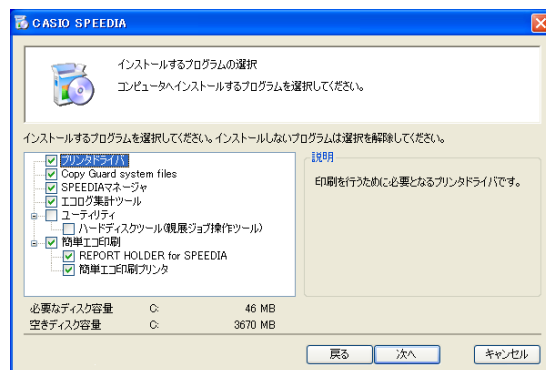 CASIO SPEEDIA
インストールするプログラムの選択
コンピュータへインストールするプログラムを選択してください。
インストールするプログラムを選択してください。インストールしないプログラムは選択を解除してください。
プリンタドライバ
Copy Guard system files
SPEEDIAマネージャ
エコログ集計ツール
ユーティリティ
ハードディスクツール(親展ジョブ操作ツール)
簡単エコ印刷
REPORT HOLDER for SPEEDIA
簡単エコ印刷プリンタ
説明
印刷を行うために必要となるプリンタドライバです。
必要なディスク容量 C: 46 MB
空きディスク容量 C: 3670 MB
戻る 次へ キャンセル